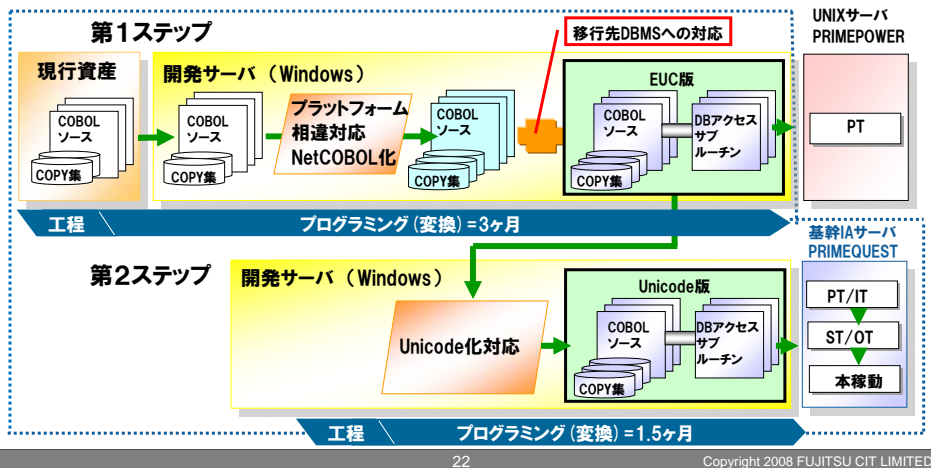 第1ステップ
移行先DBMSへの対応
UNIXサーバ
PRIMEPOWER
現行資産
COBOL
ソース
COPY集
開発サーバ (Windows)
COBOL
ソース
COPY集
プラットフォーム
相違対応
NetCOBOL化
COBOL
ソース
COPY集
EUC版
COBOL
ソース
COPY集
DBアクセス
サブ
ルーチン
PT
工程
プログラミング(変換)=3ヶ月
第2ステップ
開発サーバ (Windows)
Unicode化対応
Unicode版
COBOL
ソース
COPY集
DBアクセス
サブ
ルーチン
基幹IAサーバ
PRIMEQUEST
PT/IT
ST/OT
本稼動
工程
プログラミング(変換)=1.5ヶ月
22
Copyright 2008 FUJITSU CIT LIMITED